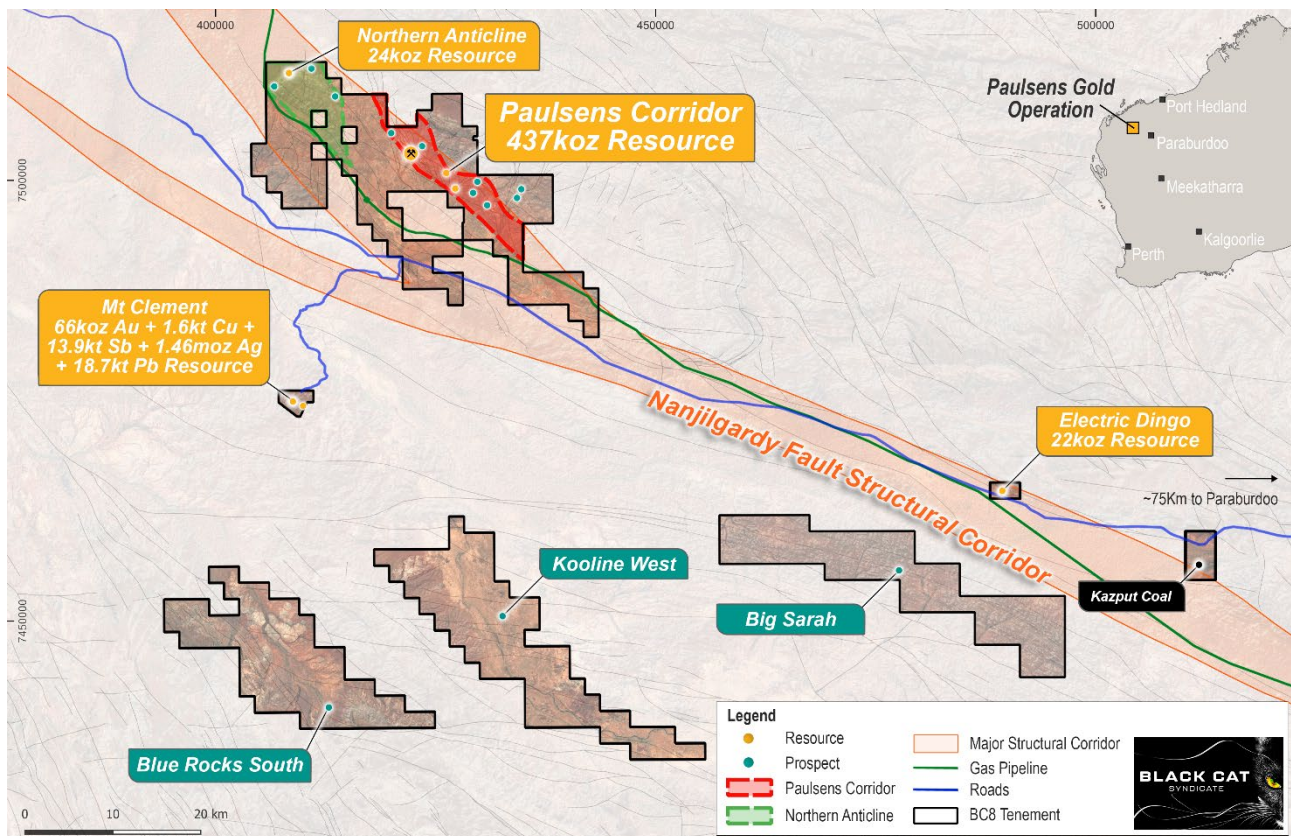 400000
450000
500000
7500000
7450000
Northern Anticline
24koz Resource
Paulsens Corridor
437koz Resource
Paulsens Gold
Operation
Port Hedland
Paraburdoo
Meekatharra
Kalgoorlie
Perth
Mt Clement
66koz Au + 1.6kt Cu +
13.9kt Sb + 1.46moz Ag
+ 18.7kt Pb Resource
Nanjilgardy Fault Structural Corridor
Electric Dingo
22koz Resource
~75Km to Paraburdoo
Kooline West
Big Sarah
Kazput Coal
Blue Rocks South
0 10 20 km
Legend
Resource
Prospect
Paulsens Corridor
Northern Anticline
Major Structural Corridor
Gas Pipeline
Roads
BC8 Tenement
BLACK CAT
SYNDICATE